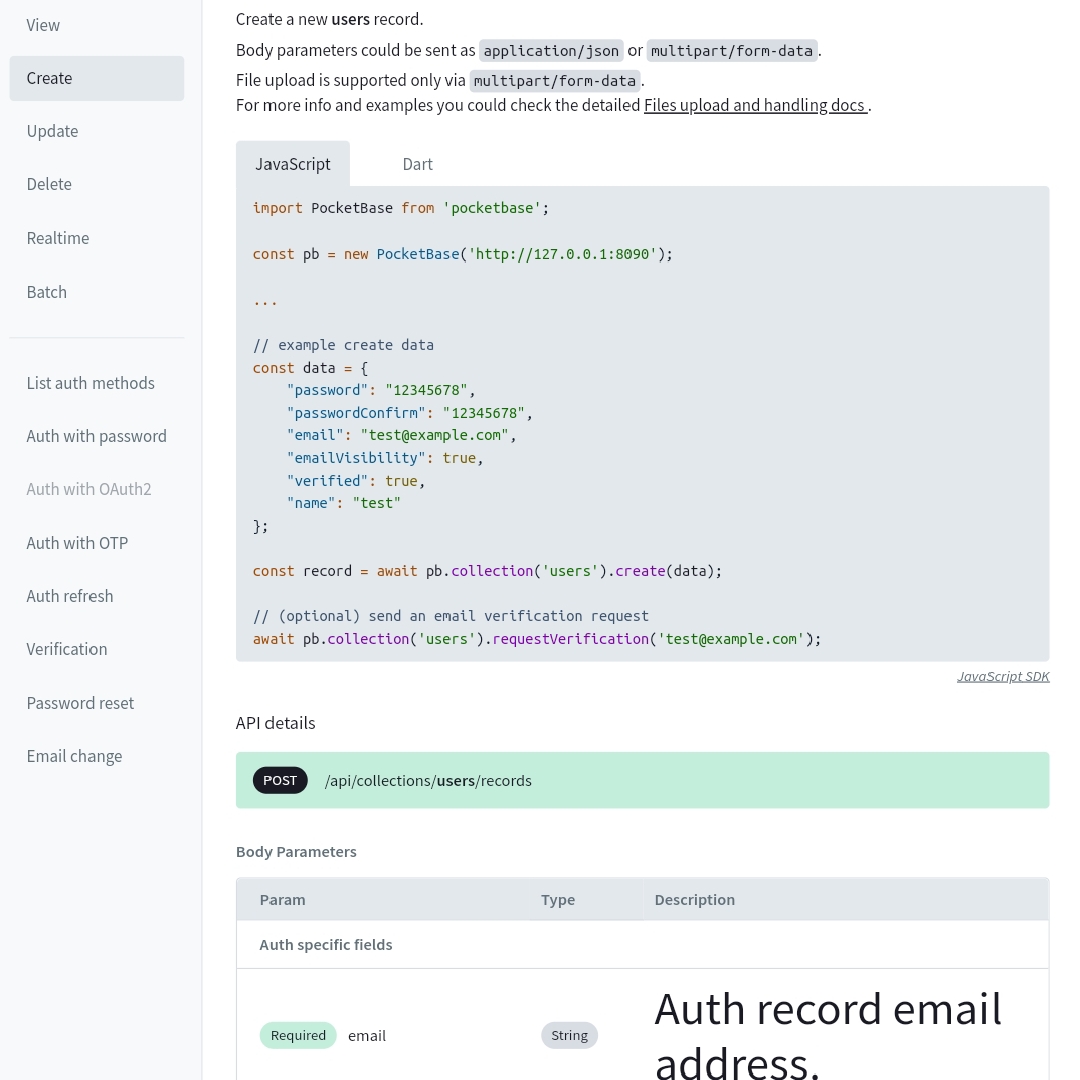 View
Create
Update
Delete
Realtime
Batch
List auth methods
Auth with password
Auth with OAuth2
Auth with OTP
Auth refresh
Verification
Password reset
Email change
Create a new users record.
Body parameters could be sent as application/json or multipart/form-data.
File upload is supported only via multipart/form-data.
For more info and examples you could check the detailed Files upload and handling docs .
JavaScript Dart
import PocketBase from 'pocketbase';
const pb = new PocketBase('http://127.0.0.1:8090');
...
// example create data
const data = {
    "password": "12345678",
    "passwordConfirm": "12345678",
    "email": "test@example.com",
    "emailVisibility": true,
    "verified": true,
    "name": "test"
};
const record = await pb.collection('users').create(data);
// (optional) send an email verification request
await pb.collection('users').requestVerification('test@example.com');
JavaScript SDK
API details
POST /api/collections/users/records
Body Parameters
Param Type Description
Auth specific fields
Required email String Auth record email
address.